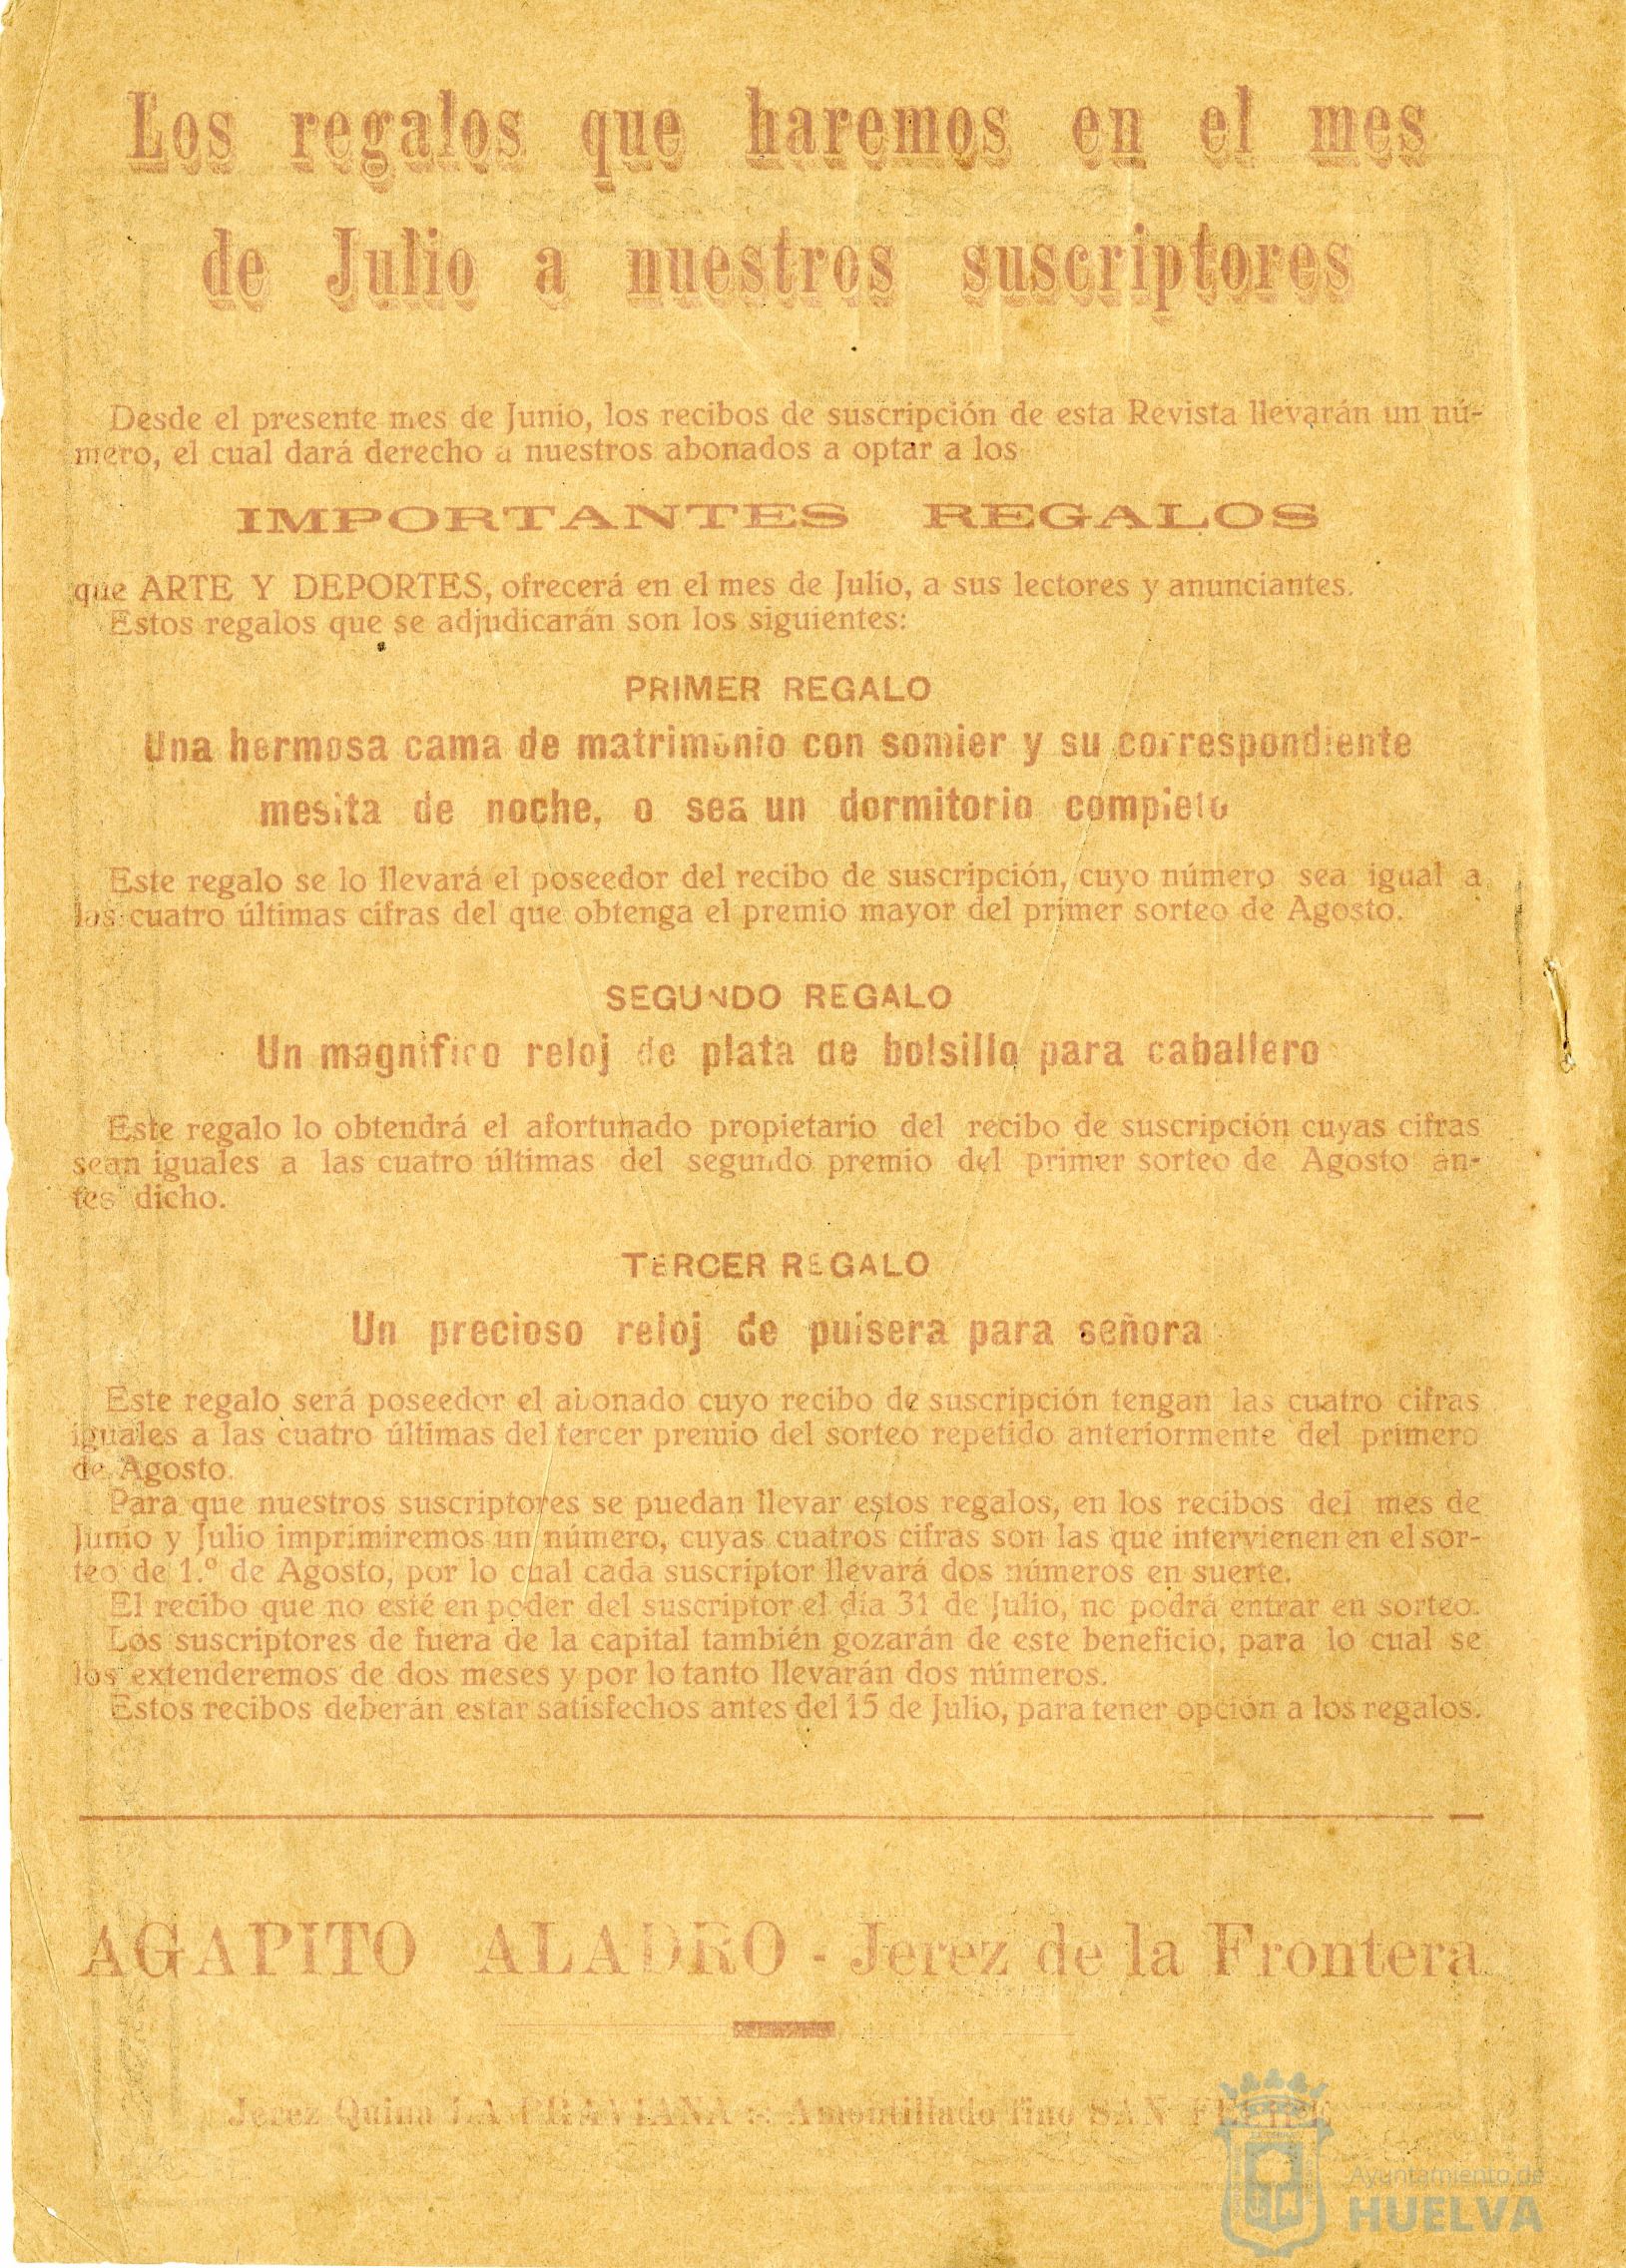 Los regalos que haremos en el mes
de Julio a nuestros suscriptores
Desde el presente mes de Junio, los recibos de suscripción de esta Revista llevarán un nú-
mero, el cual dará derecho a nuestros abonados a optar a los
IMPORTANTES REGALOS
que ARTE Y DEPORTES, ofrecerá en el mes de Julio, a sus lectores y anunciantes.
Estos regalos que se adjudicarán son los siguientes:
PRIMER REGALO
Una hermosa cama de matrimonio con somier y su correspondiente
mesita de noche, o sea un dormitorio completo
Este regalo se lo llevará el poseedor del recibo de suscripción, cuyo número sea igual a
las cuatro últimas cifras del que obtenga el premio mayor del primer sorteo de Agosto.
SEGUNDO REGALO
Un magnífico reloj de plata de bolsillo para caballero
Este regalo lo obtendrá el afortunado propietario del recibo de suscripción cuyas cifras
sean iguales a las cuatro últimas del segundo premio del primer sorteo de Agosto an-
tes dicho.
TERCER REGALO
Un precioso reloj de pulsera para señora
Este regalo será poseedor el abonado cuyo recibo de suscripción tengan las cuatro cifras
iguales a las cuatro últimas del tercer premio del sorteo repetido anteriormente del primero
de Agosto.
Para que nuestros suscriptores se puedan llevar estos regalos, en los recibos del mes de
Junio y Julio imprimiremos un número, cuyas cuatros cifras son las que intervienen en el sor-
teo de 1.º de Agosto, por lo cual cada suscriptor llevará dos números en suerte.
El recibo que no esté en poder del suscriptor el día 31 de Julio, no podrá entrar en sorteo.
Los suscriptores de fuera de la capital también gozarán de este beneficio, para lo cual se
los extenderemos de dos meses y por lo tanto llevarán dos números.
Estos recibos deberán estar satisfechos antes del 15 de Julio, para tener opción a los regalos.
AGAPITO ALADRO - Jerez de la Frontera
Jerez Quina LA PRAVIANA :-: Amontillado fino SAN
Ayuntamiento de
HUELVA